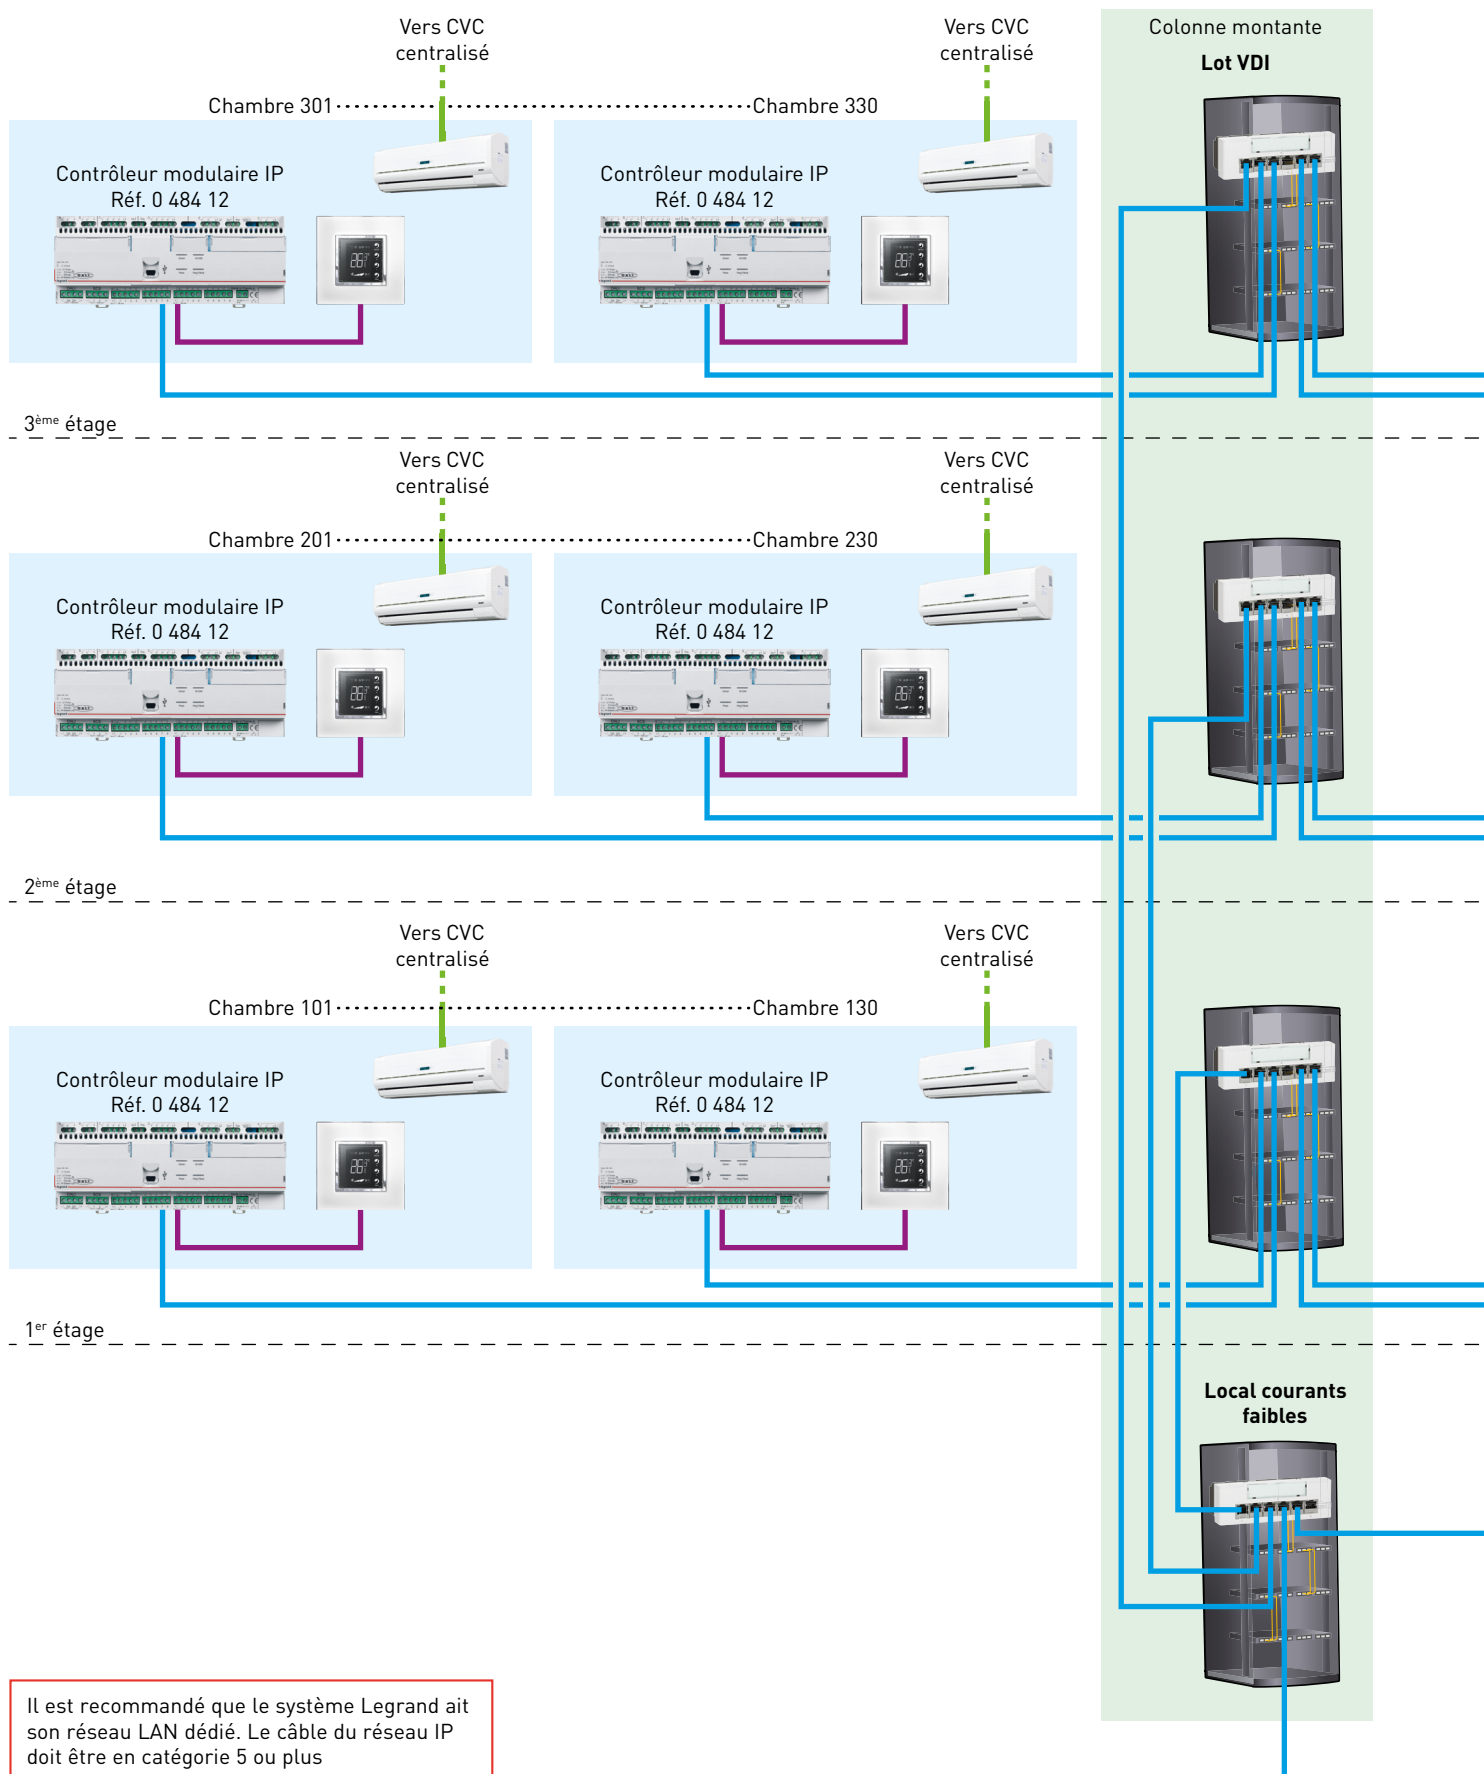 Vers CVC
centralisé
Vers CVC
centralisé
Colonne montante
Lot VDI
Chambre 301
Chambre 330
Contrôleur modulaire IP
Réf. 0 484 12
Contrôleur modulaire IP
Réf. 0 484 12
3ème étage
Vers CVC
centralisé
Vers CVC
centralisé
Chambre 201
Chambre 230
Contrôleur modulaire IP
Réf. 0 484 12
Contrôleur modulaire IP
Réf. 0 484 12
2ème étage
Vers CVC
centralisé
Vers CVC
centralisé
Chambre 101
Chambre 130
Contrôleur modulaire IP
Réf. 0 484 12
Contrôleur modulaire IP
Réf. 0 484 12
1er étage
Local courants
faibles
Il est recommandé que le système Legrand ait
son réseau LAN dédié. Le câble du réseau IP
doit être en catégorie 5 ou plus